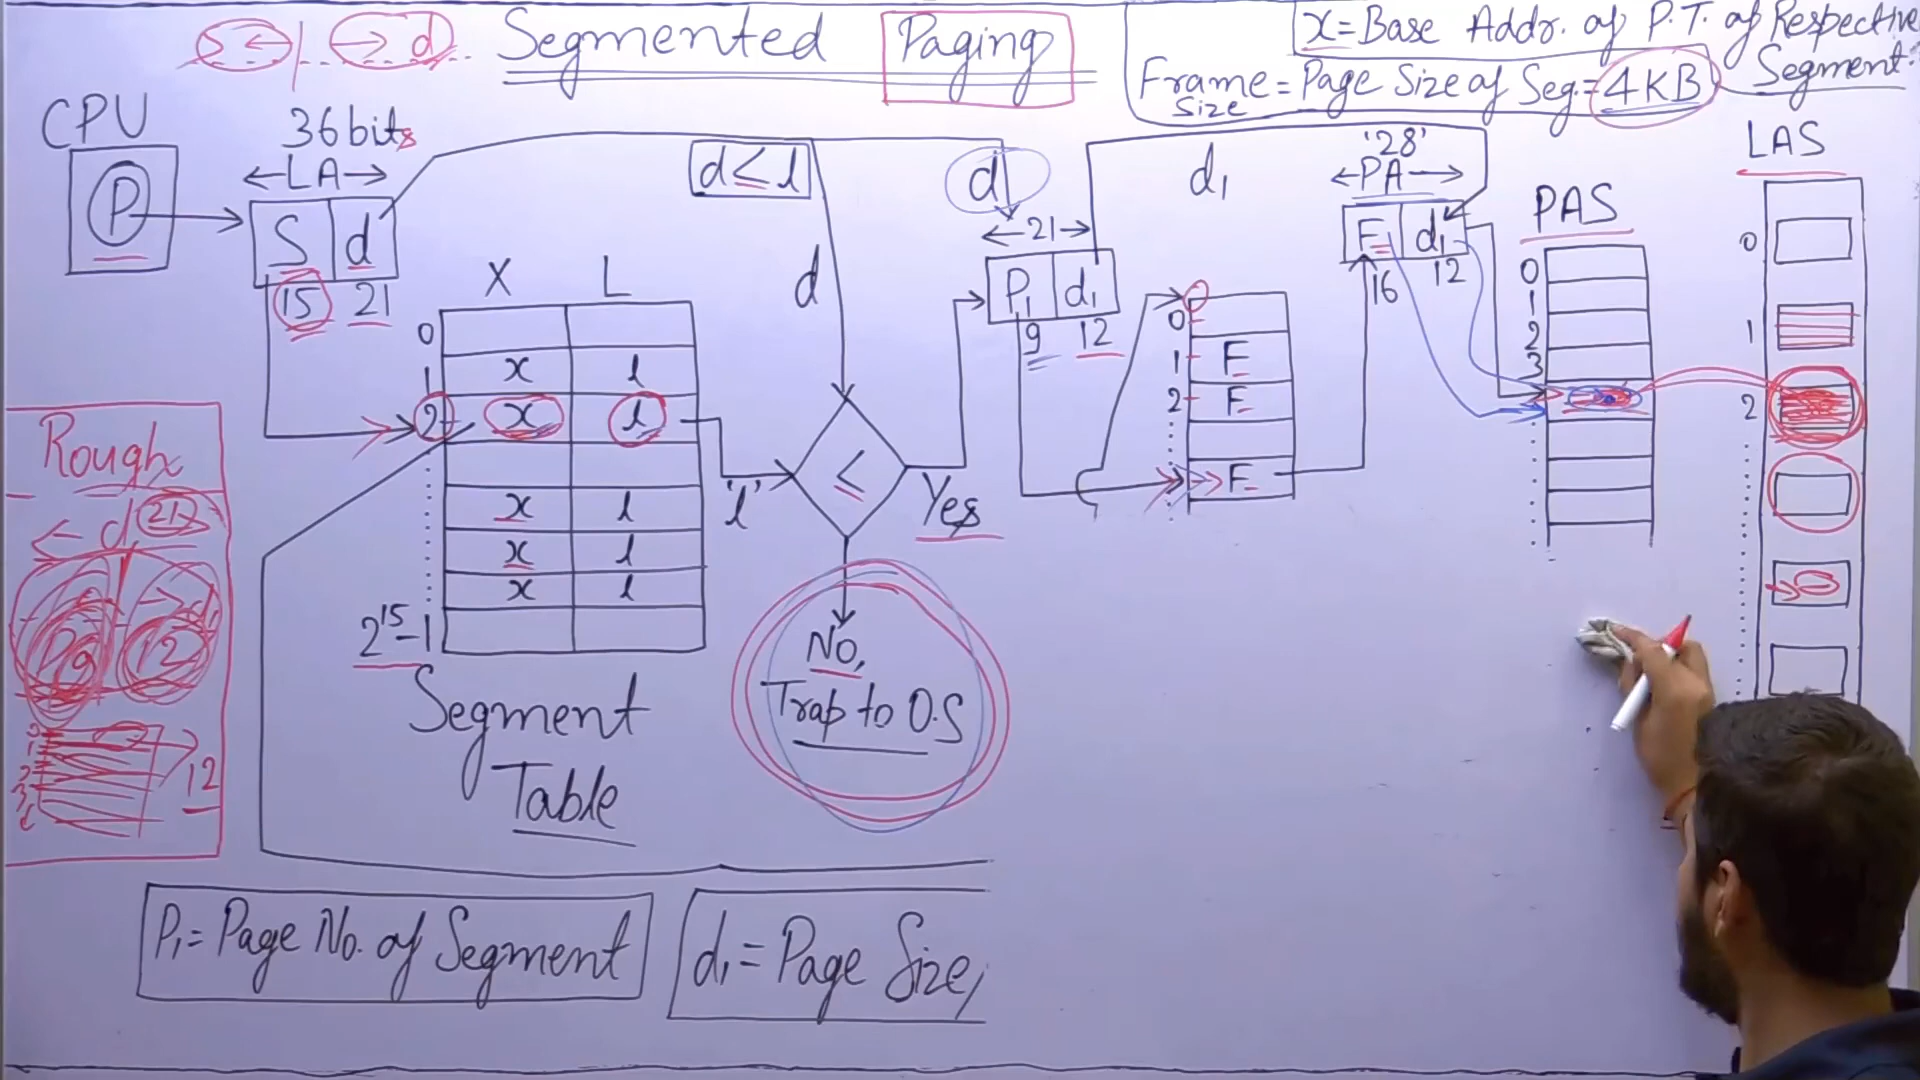 S ← | → d
Segmented Paging
x = Base Addr. of P.T. of Respective Segment.
Frame Size = Page Size of Seg. = 4KB
CPU
P
36 bits
← LA →
S d
15 21
d ≤ l
d
d
← 21 →
P1 d1
9 12
d1
'28'
← PA →
F d1
16 12
PAS
0
1
2
3
LAS
0
1
2
X L
0
1 x l
2 x l
x l
x l
x l
2^15 - 1
Segment
Table
'l'
≤
Yes
No,
Trap to O.S
0
1 F
2 F
F
Rough
← d 21 →
9 12
12
P1 = Page No. of Segment
d1 = Page Size,